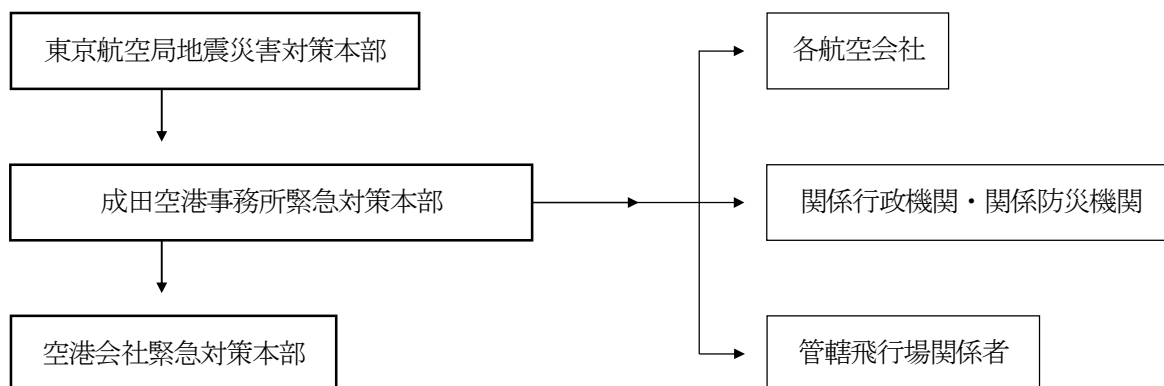 東京航空局地震災害対策本部
各航空会社
成田空港事務所緊急対策本部
関係行政機関・関係防災機関
空港会社緊急対策本部
管轄飛行場関係者